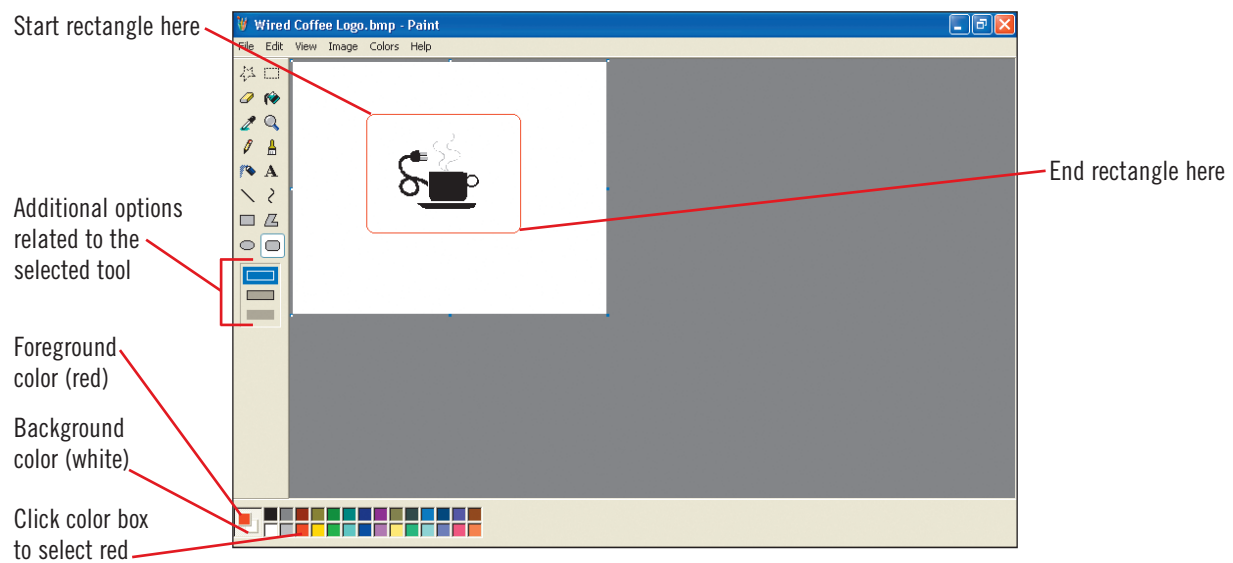 Start rectangle here
Wired Coffee Logo.bmp - Paint
File Edit View Image Colors Help
A
End rectangle here
Additional options
related to the
selected tool
Foreground
color (red)
Background
color (white)
Click color box
to select red